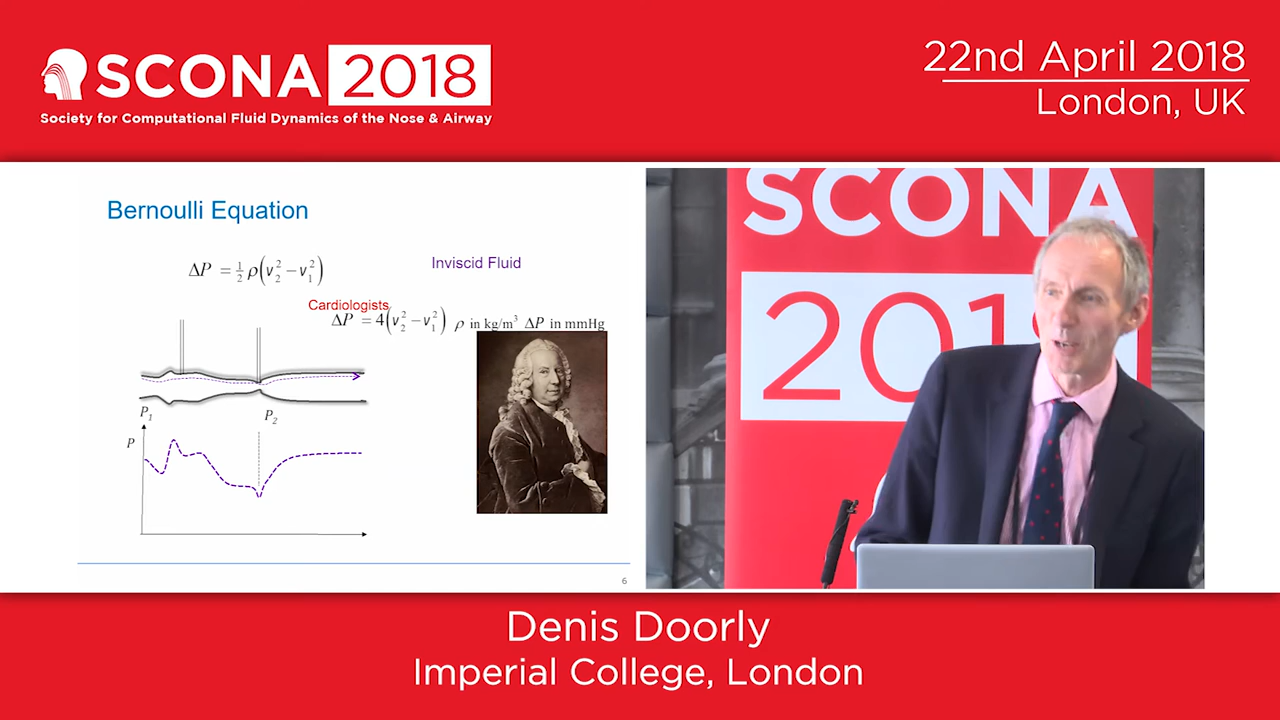 SCONA 2018
Society for Computational Fluid Dynamics of the Nose & Airway
22nd April 2018
London, UK
Bernoulli Equation
ΔP = ½ ρ(v₂² − v₁²)
Inviscid Fluid
Cardiologists
ΔP = 4(v₂² − v₁²) ρ in kg/m³ ΔP in mmHg
P₁
P₂
P
6
SCONA
201
Denis Doorly
Imperial College, London